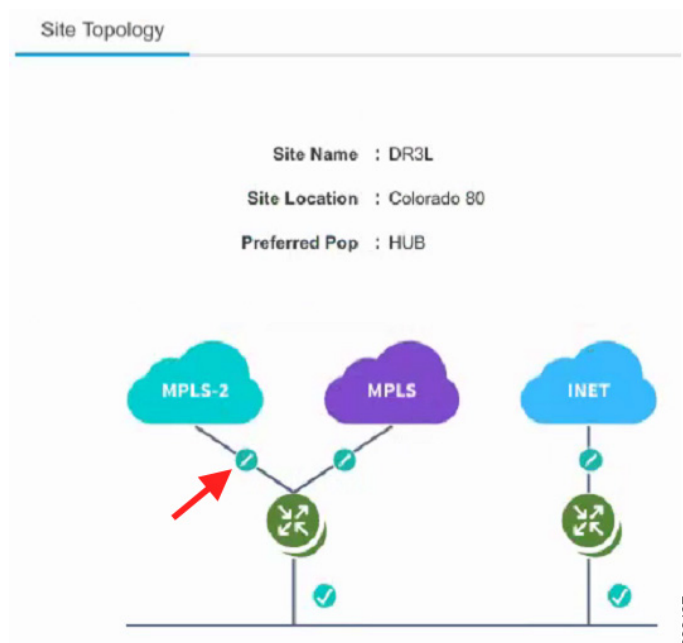 Site Topology
Site Name : DR3L
Site Location : Colorado 80
Preferred Pop : HUB
MPLS-2
MPLS
INET